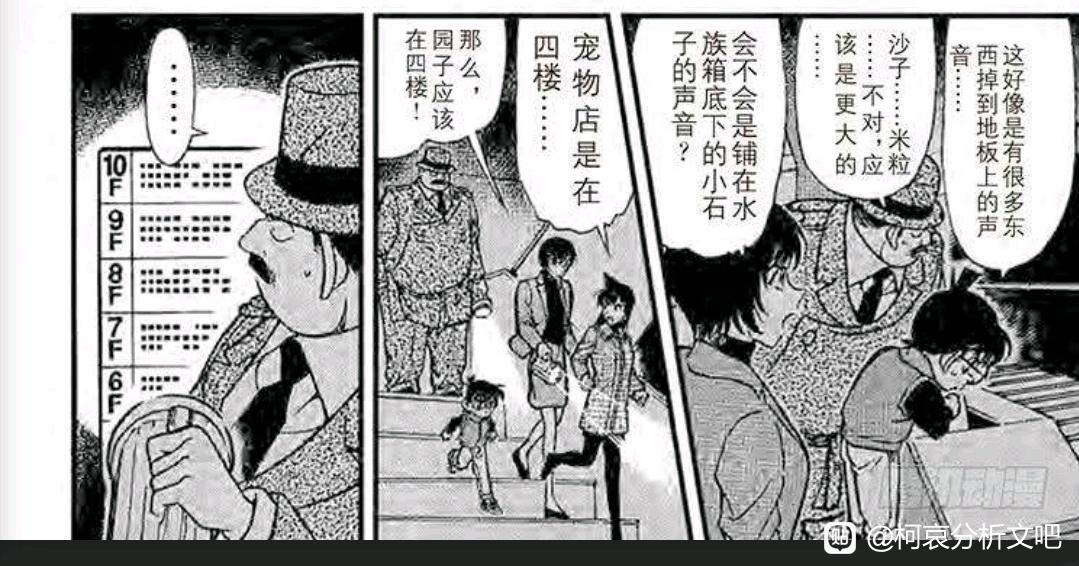 这好像是有很多东
西掉到地板上的声
音……
沙子……米粒
……不对，应
该是更大的
……
会不会是铺在水
族箱底下的小石
子的声音？
宠物店是在
四楼……
那么，
园子应该
在四楼！
……
10F
9F
8F
7F
6F
贴 @柯哀分析文吧